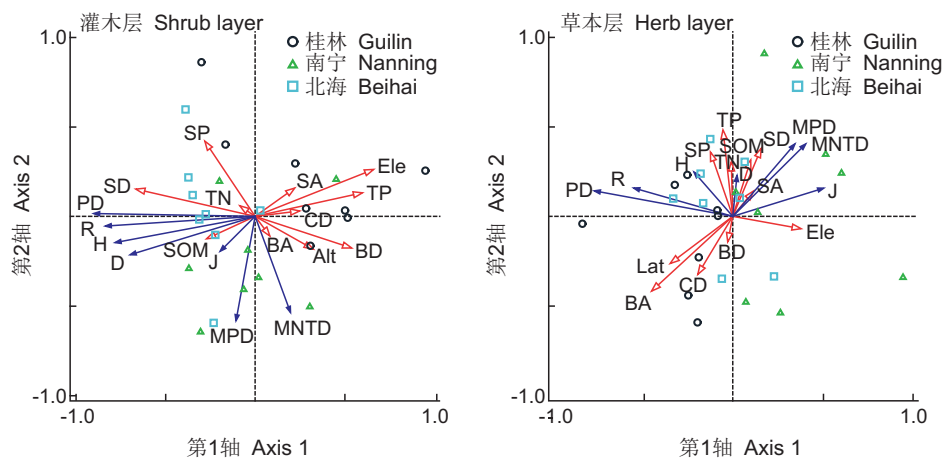 灌木层 Shrub layer
1.0
桂林 Guilin
南宁 Nanning
北海 Beihai
SP
Ele
SD
SA
TP
TN
PD
CD
R
H
BA
BD
D
SOM
J
Alt
MPD
MNTD
第2轴 Axis 2
-1.0
-1.0
1.0
第1轴 Axis 1
草本层 Herb layer
1.0
桂林 Guilin
南宁 Nanning
北海 Beihai
TP
MPD
SD
SOM
MNTD
SP
H
TN
D
R
PD
SA
J
Ele
BD
Lat
CD
BA
第2轴 Axis 2
-1.0
-1.0
1.0
第1轴 Axis 1